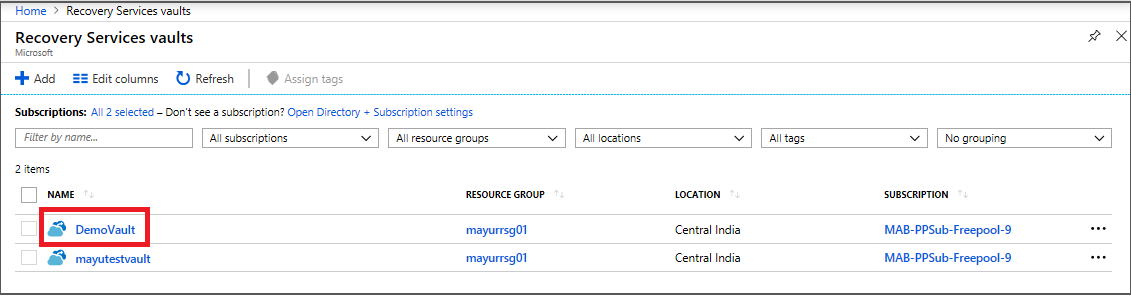 Home > Recovery Services vaults
Recovery Services vaults
Microsoft
Add Edit columns Refresh Assign tags
Subscriptions: All 2 selected – Don't see a subscription? Open Directory + Subscription settings
Filter by name... All subscriptions All resource groups All locations All tags No grouping
2 items
NAME RESOURCE GROUP LOCATION SUBSCRIPTION
DemoVault mayurrsg01 Central India MAB-PPSub-Freepool-9
mayutestvault mayurrsg01 Central India MAB-PPSub-Freepool-9